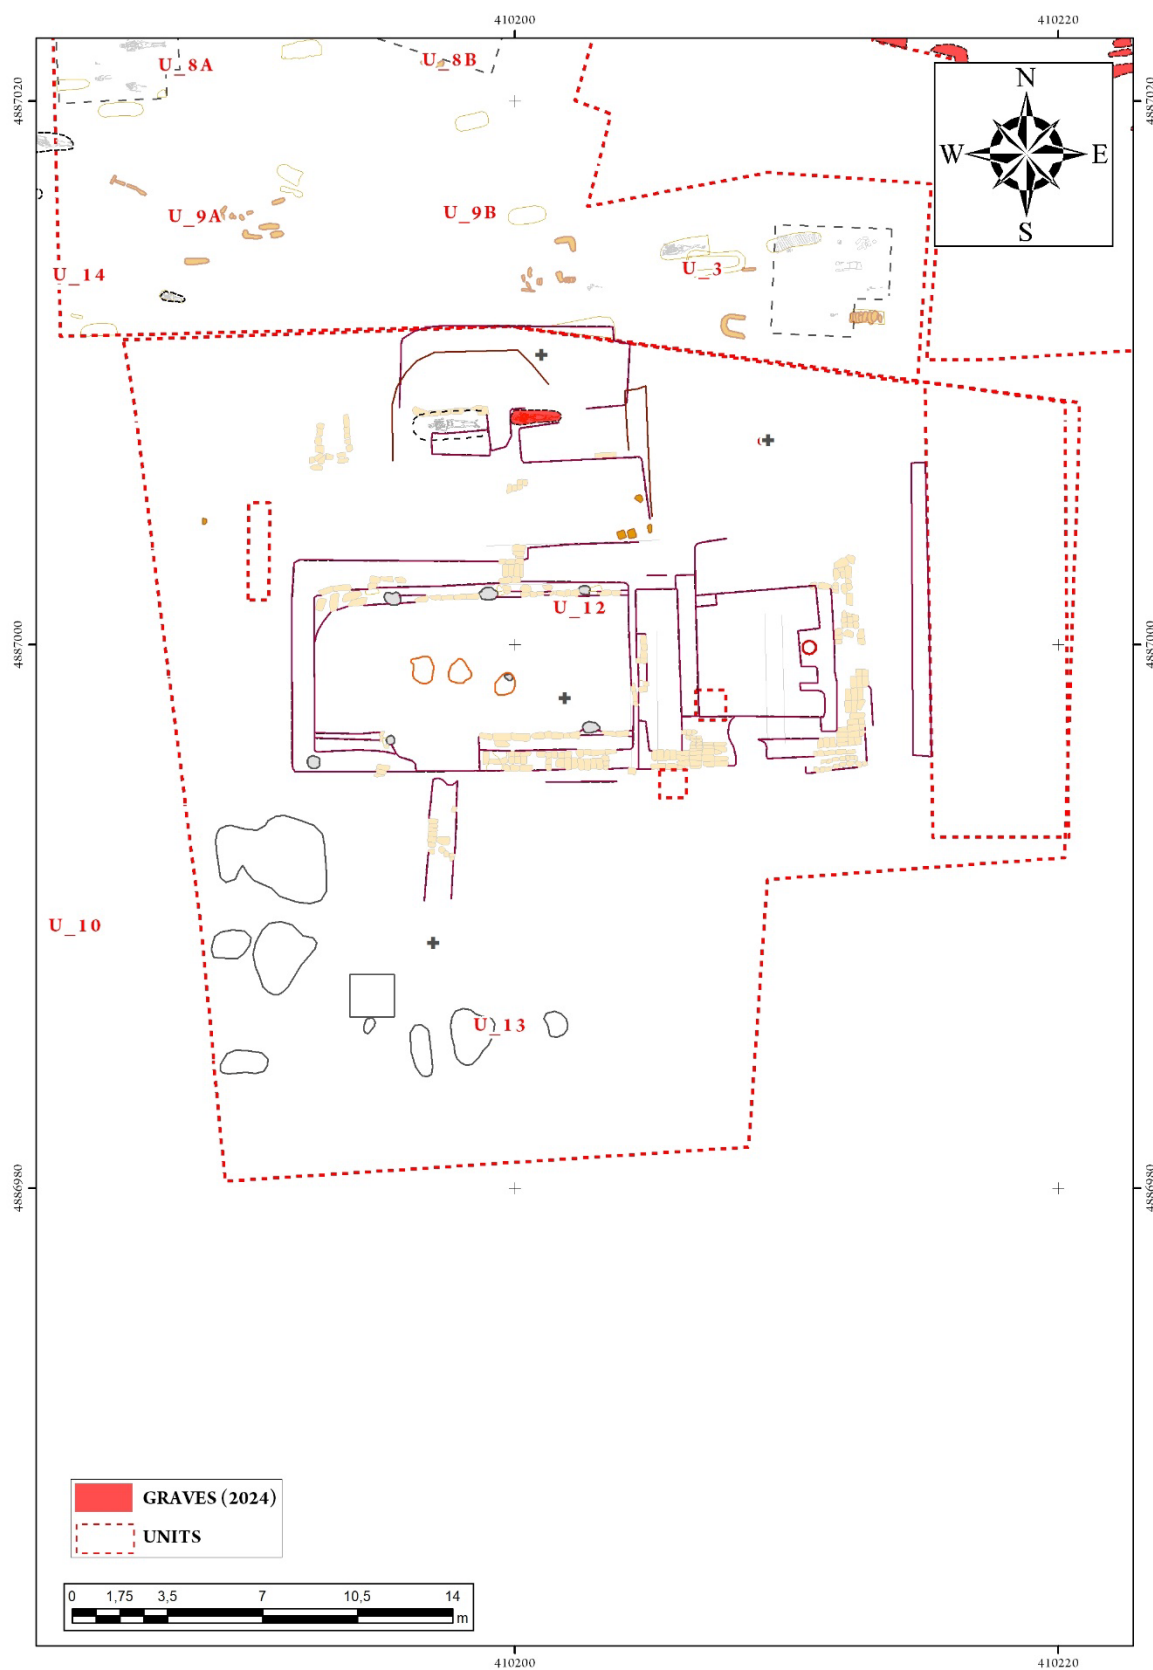 410200 410220
U_8A U_8B
4887020 4887020
N
W E
S
U_9A U_9B
U_3
U_14
U_12
4887000 4887000
U_10
U_13
4886980 4886980
GRAVES (2024)
UNITS
0 1,75 3,5 7 10,5 14
m
410200 410220